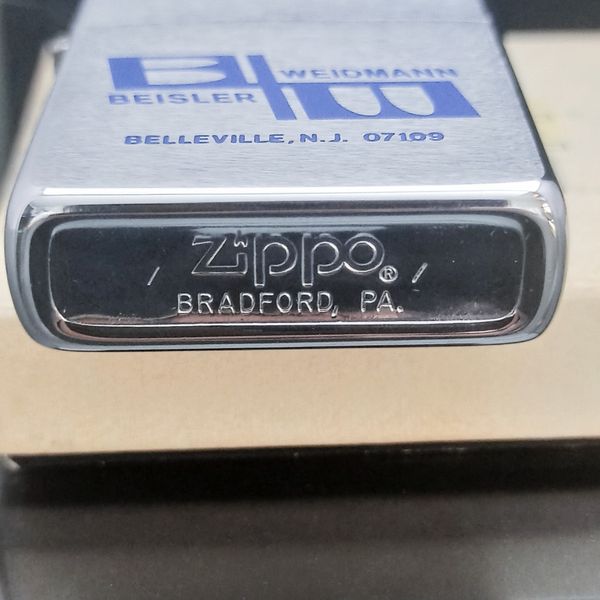 B W
WEIDMANN
BEISLER
BELLEVILLE, N.J. 07109
/ Zippo® /
BRADFORD, PA.